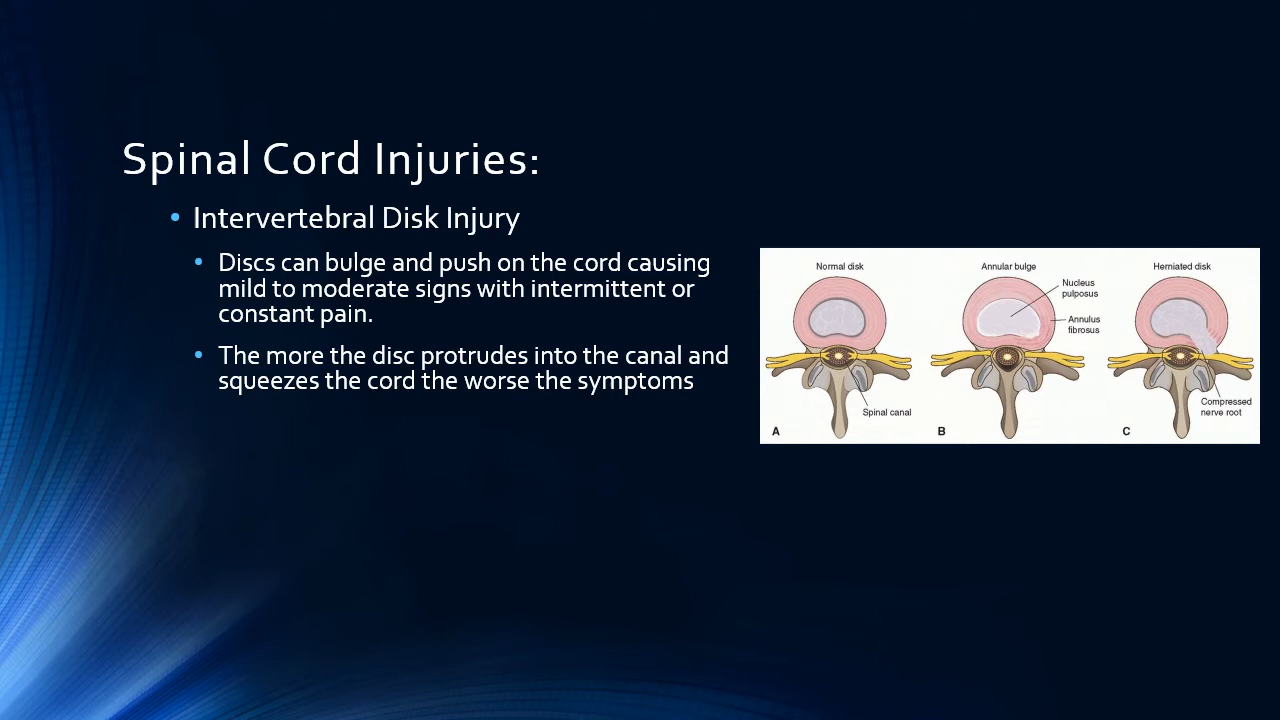 Spinal Cord Injuries:
• Intervertebral Disk Injury
• Discs can bulge and push on the cord causing
mild to moderate signs with intermittent or
constant pain.
• The more the disc protrudes into the canal and
squeezes the cord the worse the symptoms
Normal disk
Spinal canal
A
Annular bulge
Nucleus
pulposus
Annulus
fibrosus
B
Herniated disk
Compressed
nerve root
C